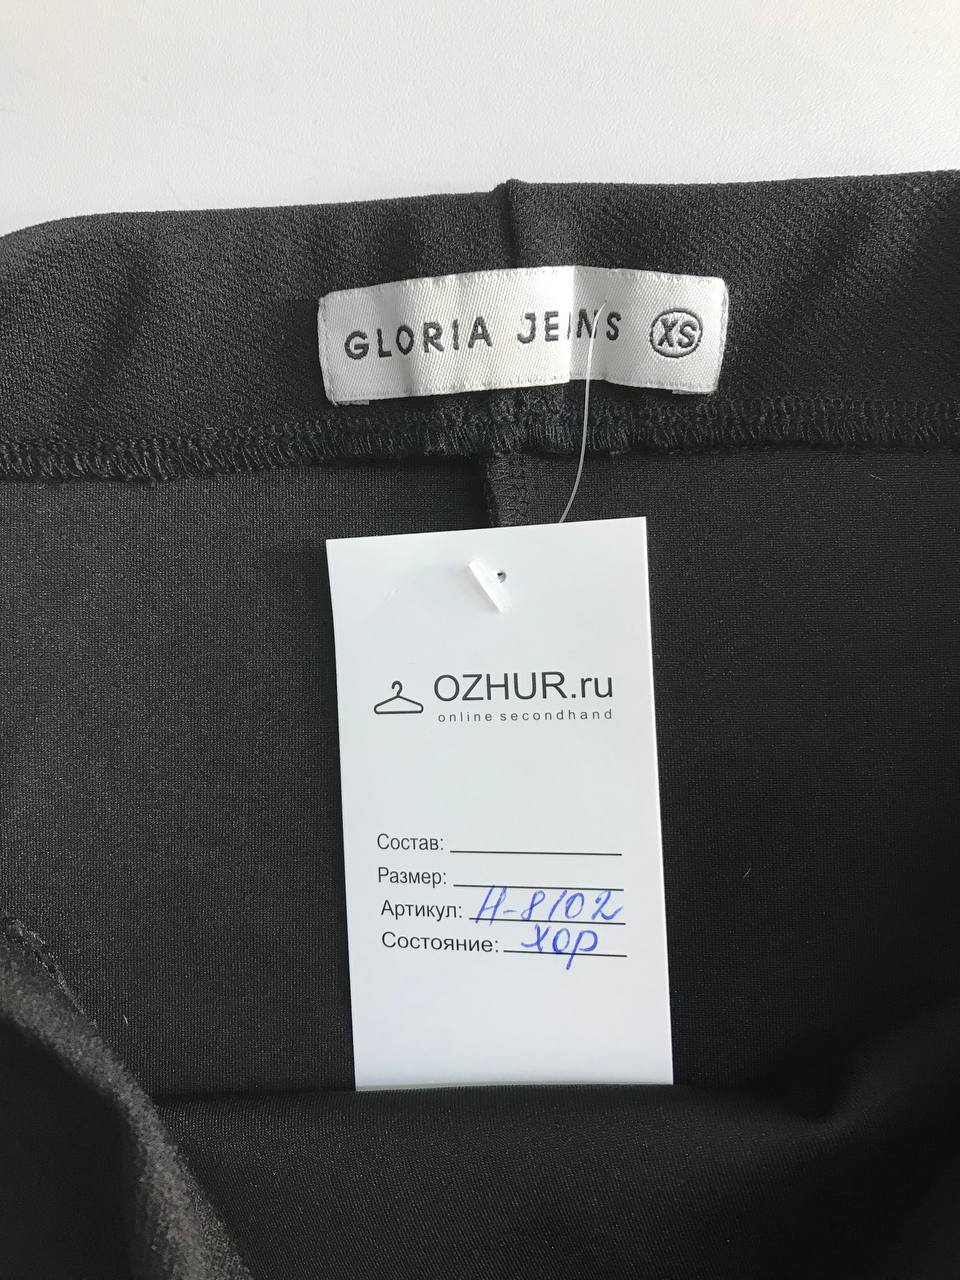 GLORIA JEANS XS
OZHUR.ru
online secondhand
Состав:
Размер:
Артикул: Н-8102
Состояние: хор